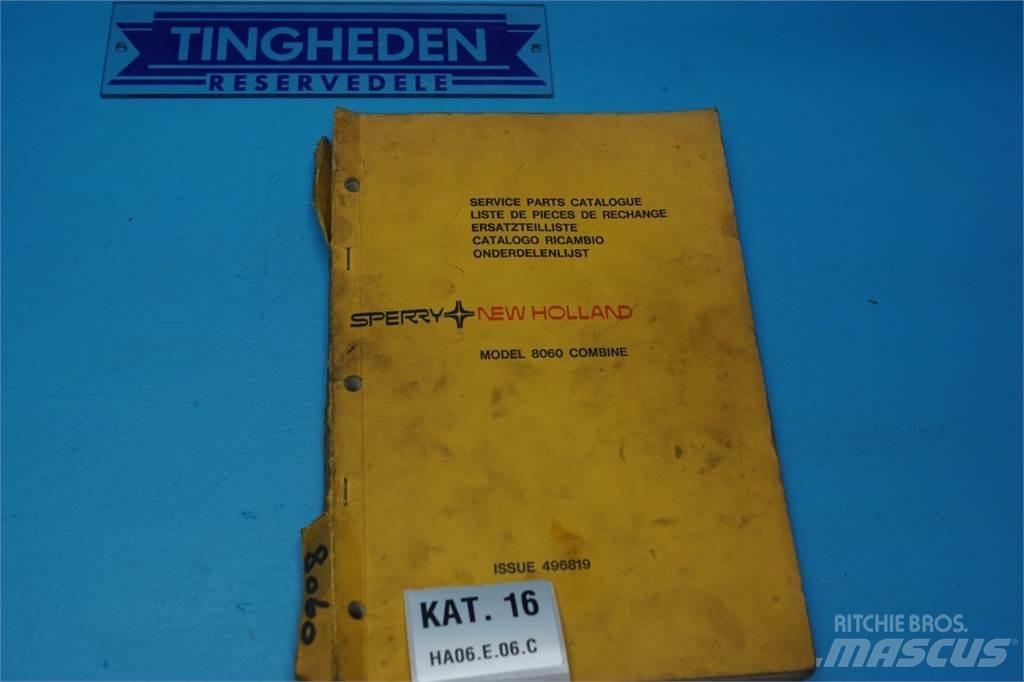 TINGHEDEN
RESERVEDELE
SERVICE PARTS CATALOGUE
LISTE DE PIECES DE RECHANGE
ERSATZTEILLISTE
CATALOGO RICAMBIO
ONDERDELENLIJST
SPERRY NEW HOLLAND
MODEL 8060 COMBINE
ISSUE 496819
8060
KAT. 16
HA06.E.06.C
RITCHIE BROS.
MASCUS